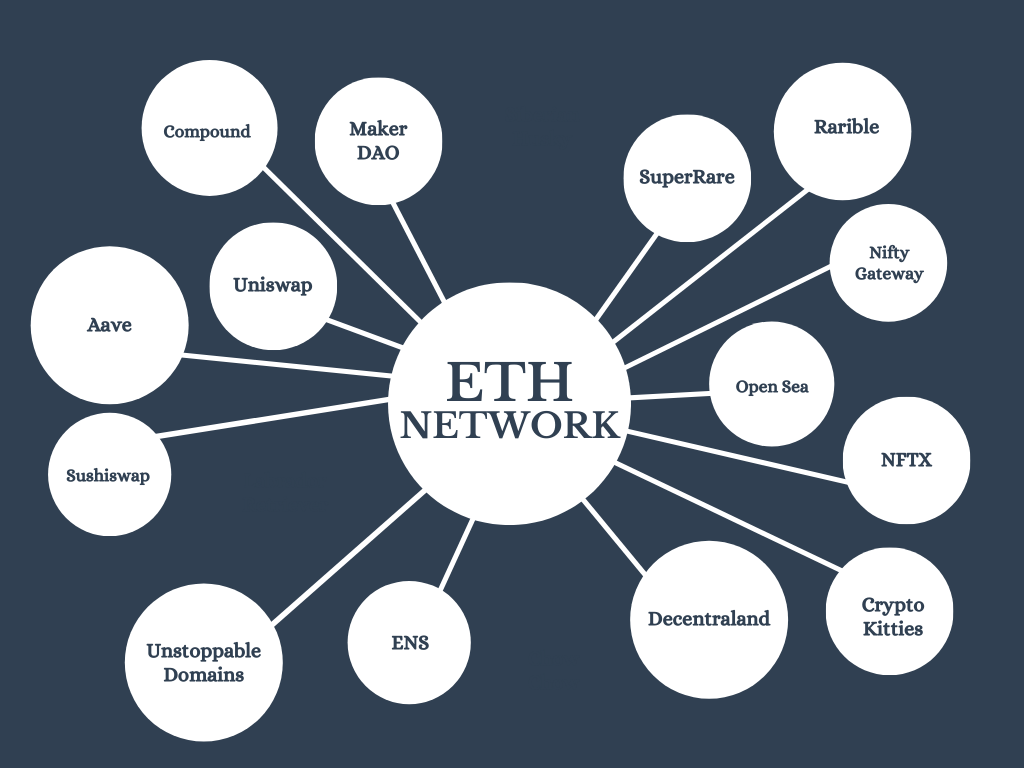 Compound
Maker
DAO
SuperRare
Rarible
Uniswap
Nifty
Gateway
Aave
ETH
NETWORK
Open Sea
Sushiswap
NFTX
Unstoppable
Domains
ENS
Decentraland
Crypto
Kitties